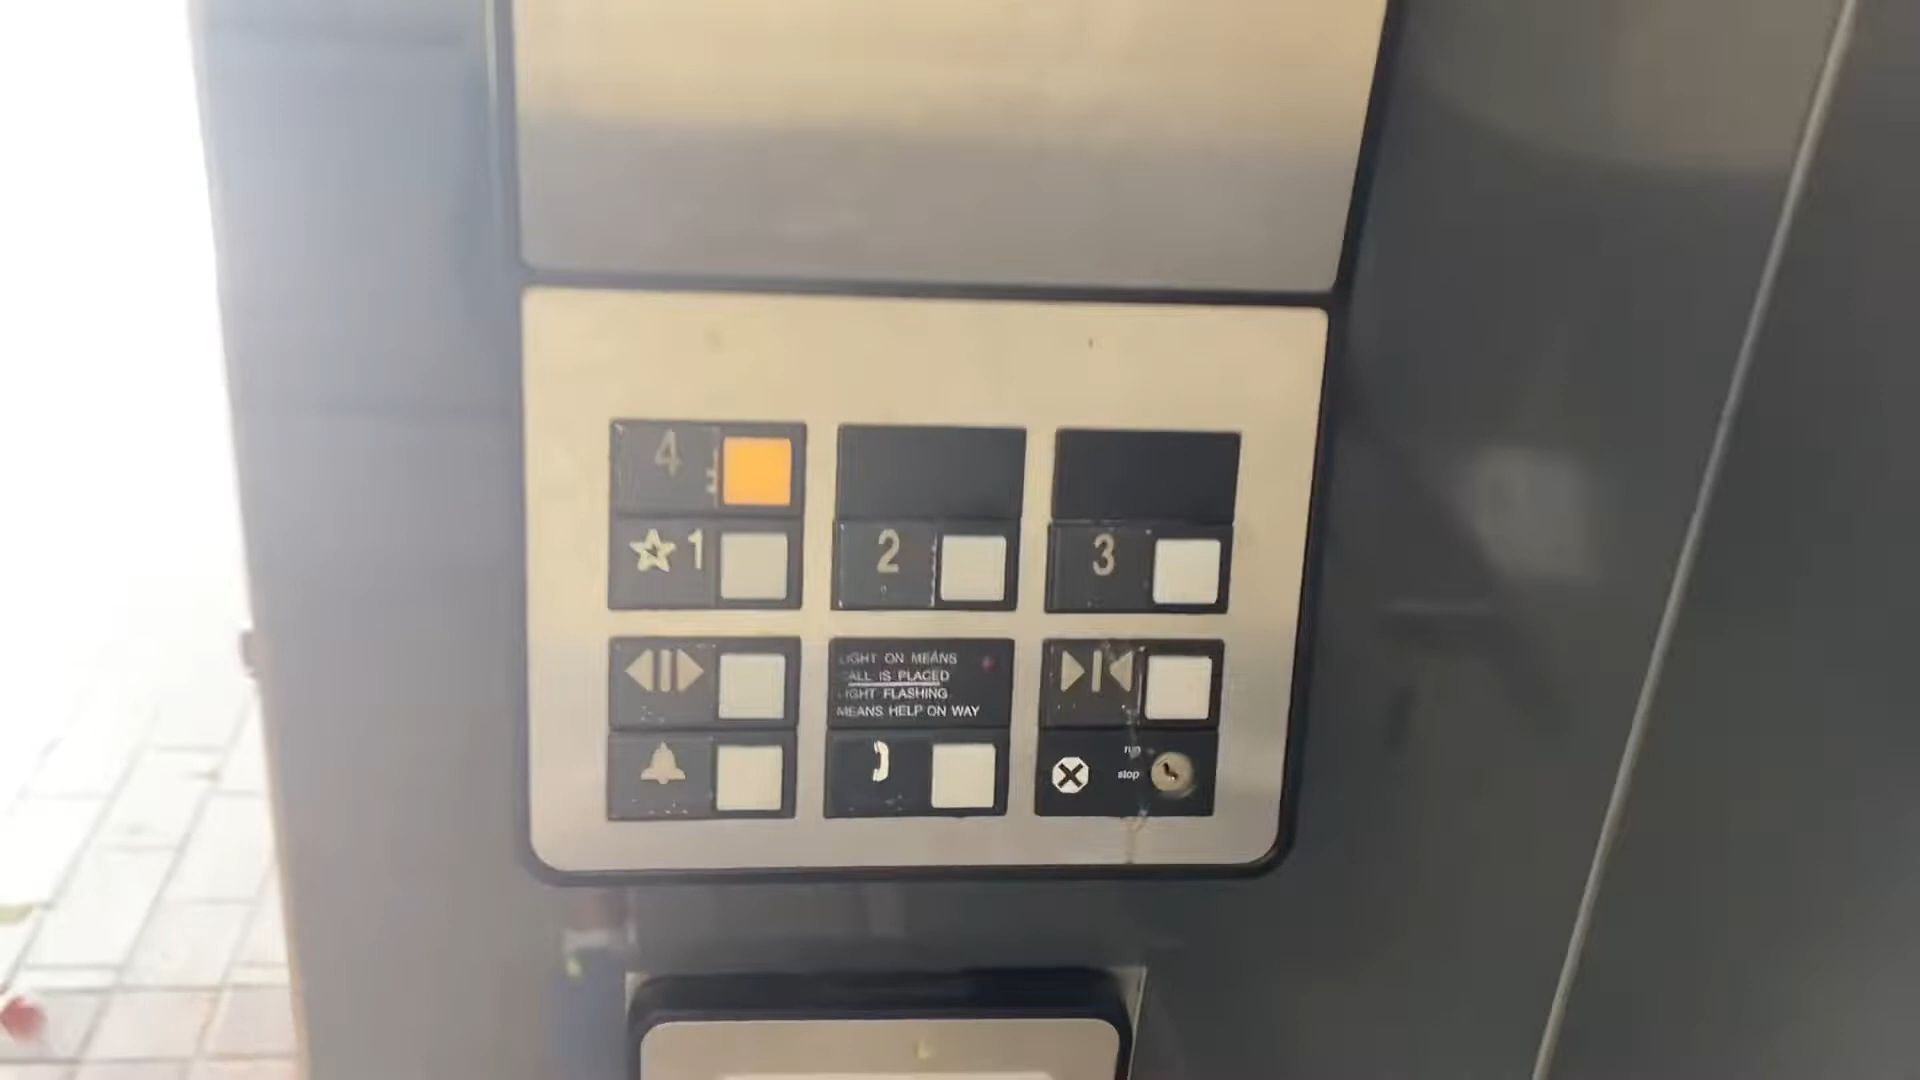 4
1
2
3
LIGHT ON MEANS
CALL IS PLACED
LIGHT FLASHING
MEANS HELP ON WAY
run
stop